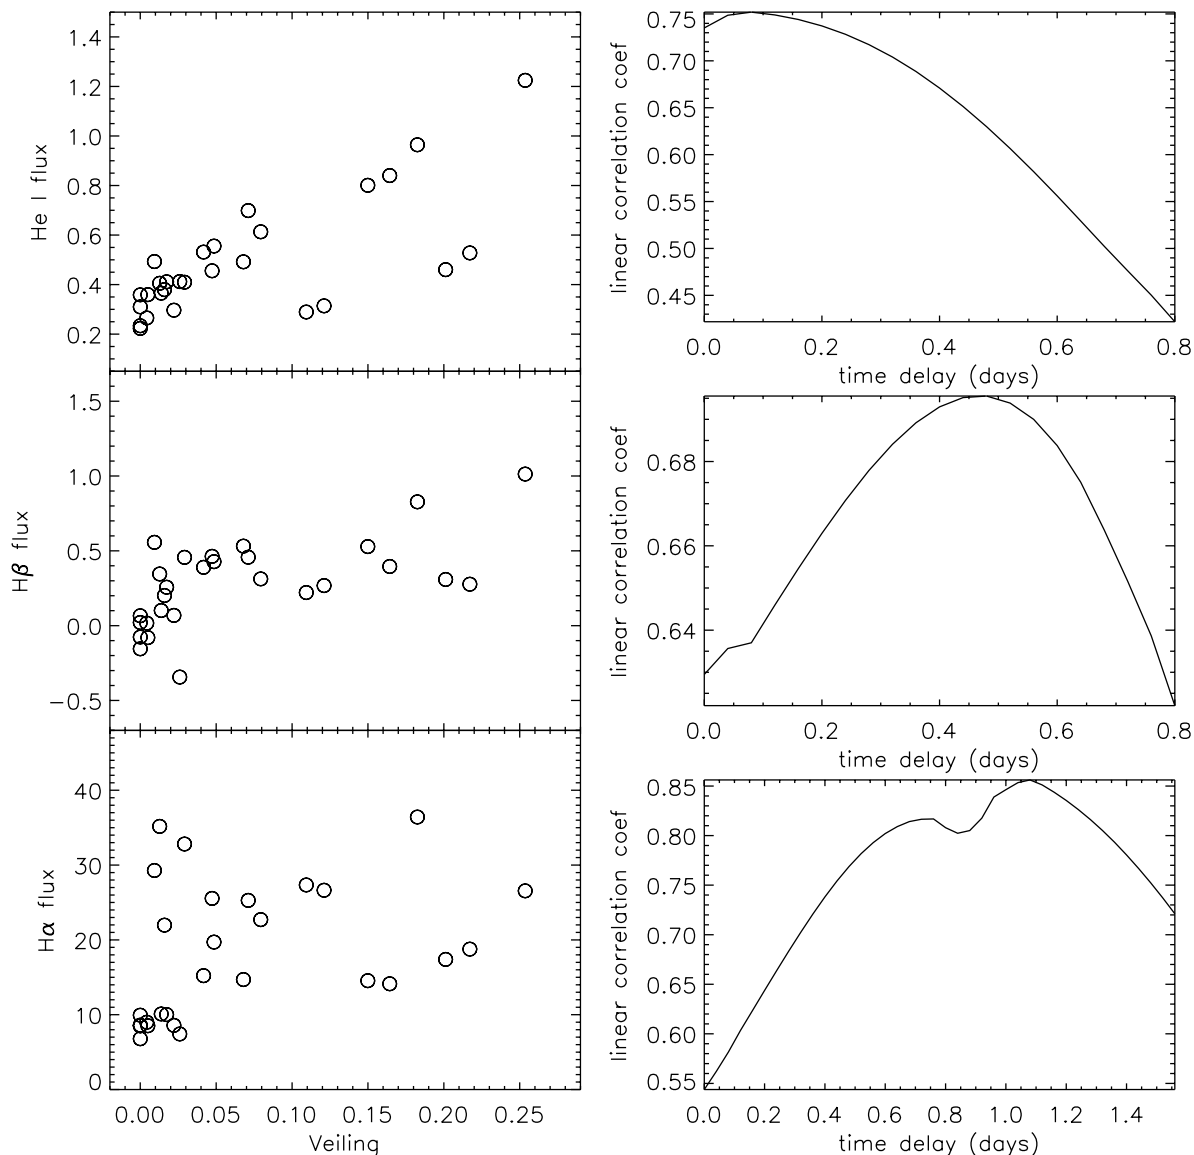 He I flux
1.4
1.2
1.0
0.8
0.6
0.4
0.2
Hβ flux
1.5
1.0
0.5
0.0
−0.5
Hα flux
40
30
20
10
0
0.00 0.05 0.10 0.15 0.20 0.25
Veiling
linear correlation coef
0.75
0.70
0.65
0.60
0.55
0.50
0.45
0.0 0.2 0.4 0.6 0.8
time delay (days)
linear correlation coef
0.68
0.66
0.64
0.0 0.2 0.4 0.6 0.8
time delay (days)
linear correlation coef
0.85
0.80
0.75
0.70
0.65
0.60
0.55
0.0 0.2 0.4 0.6 0.8 1.0 1.2 1.4
time delay (days)